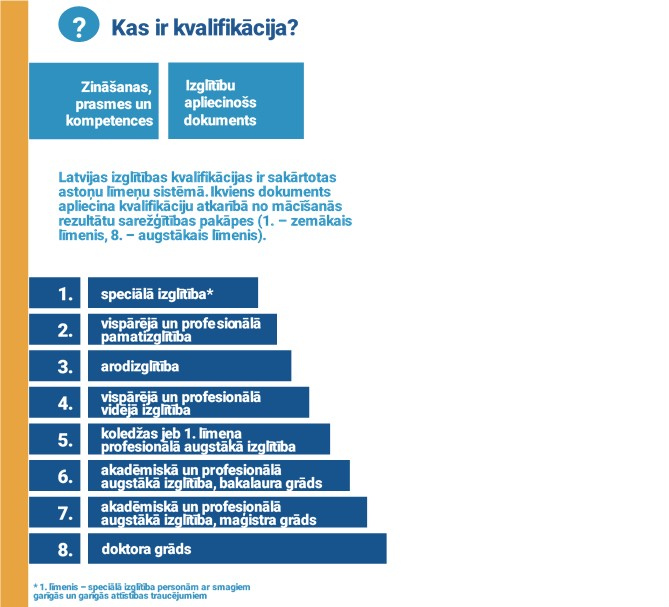 ?
Kas ir kvalifikācija?
Zināšanas,
prasmes un
kompetences
Izglītību
apliecinošs
dokuments
Latvijas izglītības kvalifikācijas ir sakārtotas
astoņu līmeņu sistēmā. Ikviens dokuments
apliecina kvalifikāciju atkarībā no mācīšanās
rezultātu sarežģītības pakāpes (1. – zemākais
līmenis, 8. – augstākais līmenis).
1.
speciālā izglītība*
2.
vispārējā un profesionālā
pamatizglītība
3.
arodizglītība
4.
vispārējā un profesionālā
vidējā izglītība
5.
koledžas jeb 1. līmeņa
profesionālā augstākā izglītība
6.
akadēmiskā un profesionālā
augstākā izglītība, bakalaura grāds
7.
akadēmiskā un profesionālā
augstākā izglītība, maģistra grāds
8.
doktora grāds
* 1. līmenis – speciālā izglītība personām ar smagiem
garīgās un garīgās attīstības traucējumiem